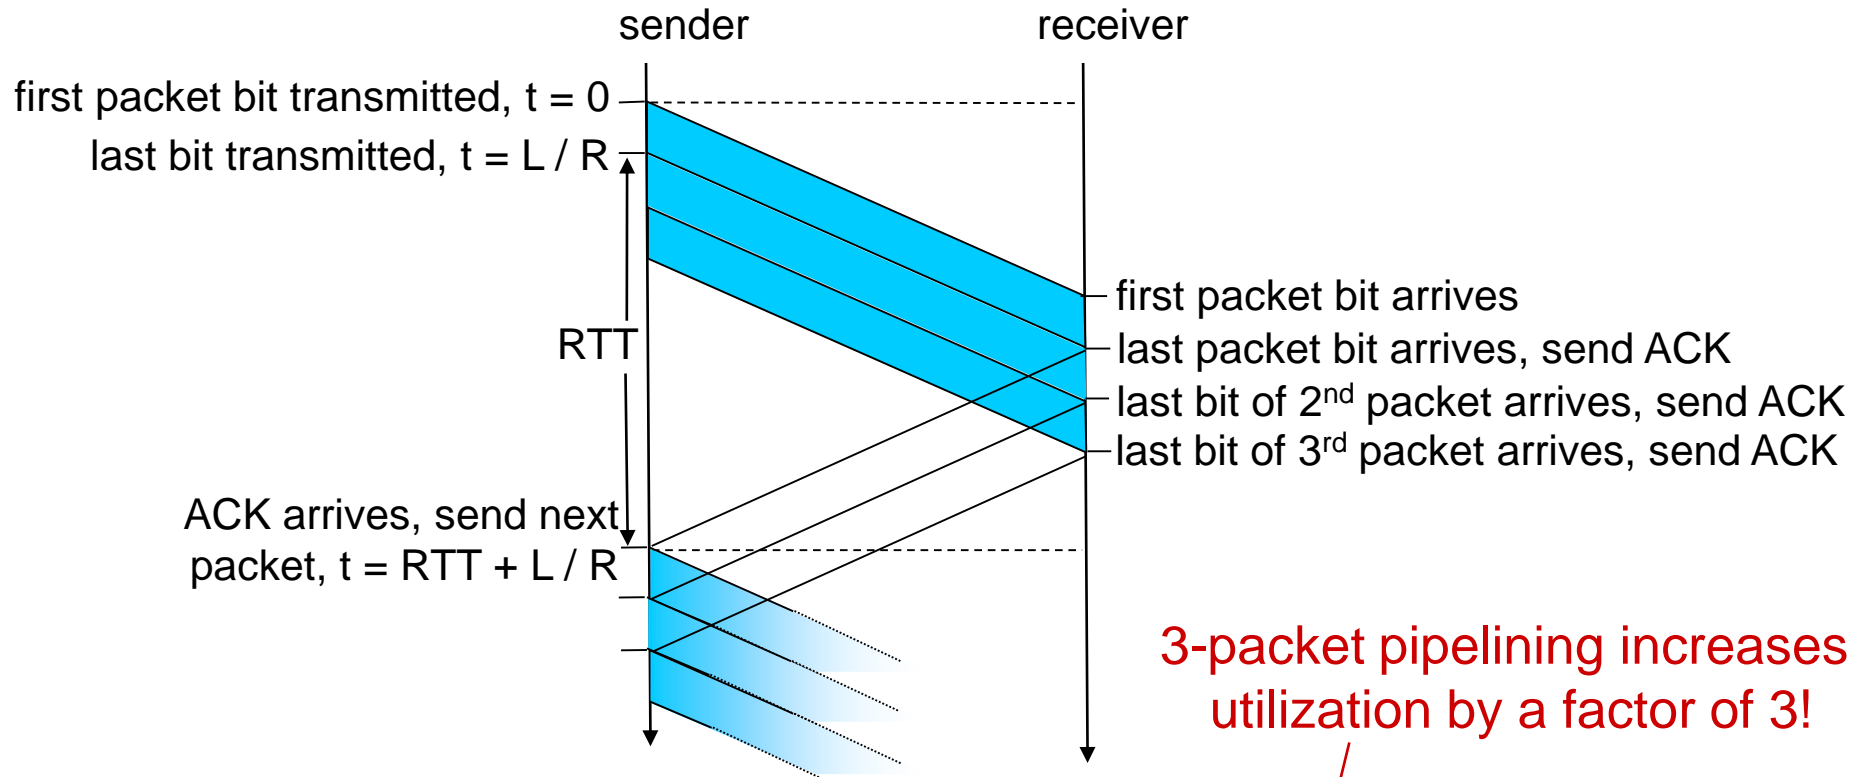 sender
receiver
first packet bit transmitted, t = 0
last bit transmitted, t = L / R
first packet bit arrives
RTT
last packet bit arrives, send ACK
last bit of 2nd packet arrives, send ACK
last bit of 3rd packet arrives, send ACK
ACK arrives, send next
packet, t = RTT + L / R
3-packet pipelining increases
utilization by a factor of 3!